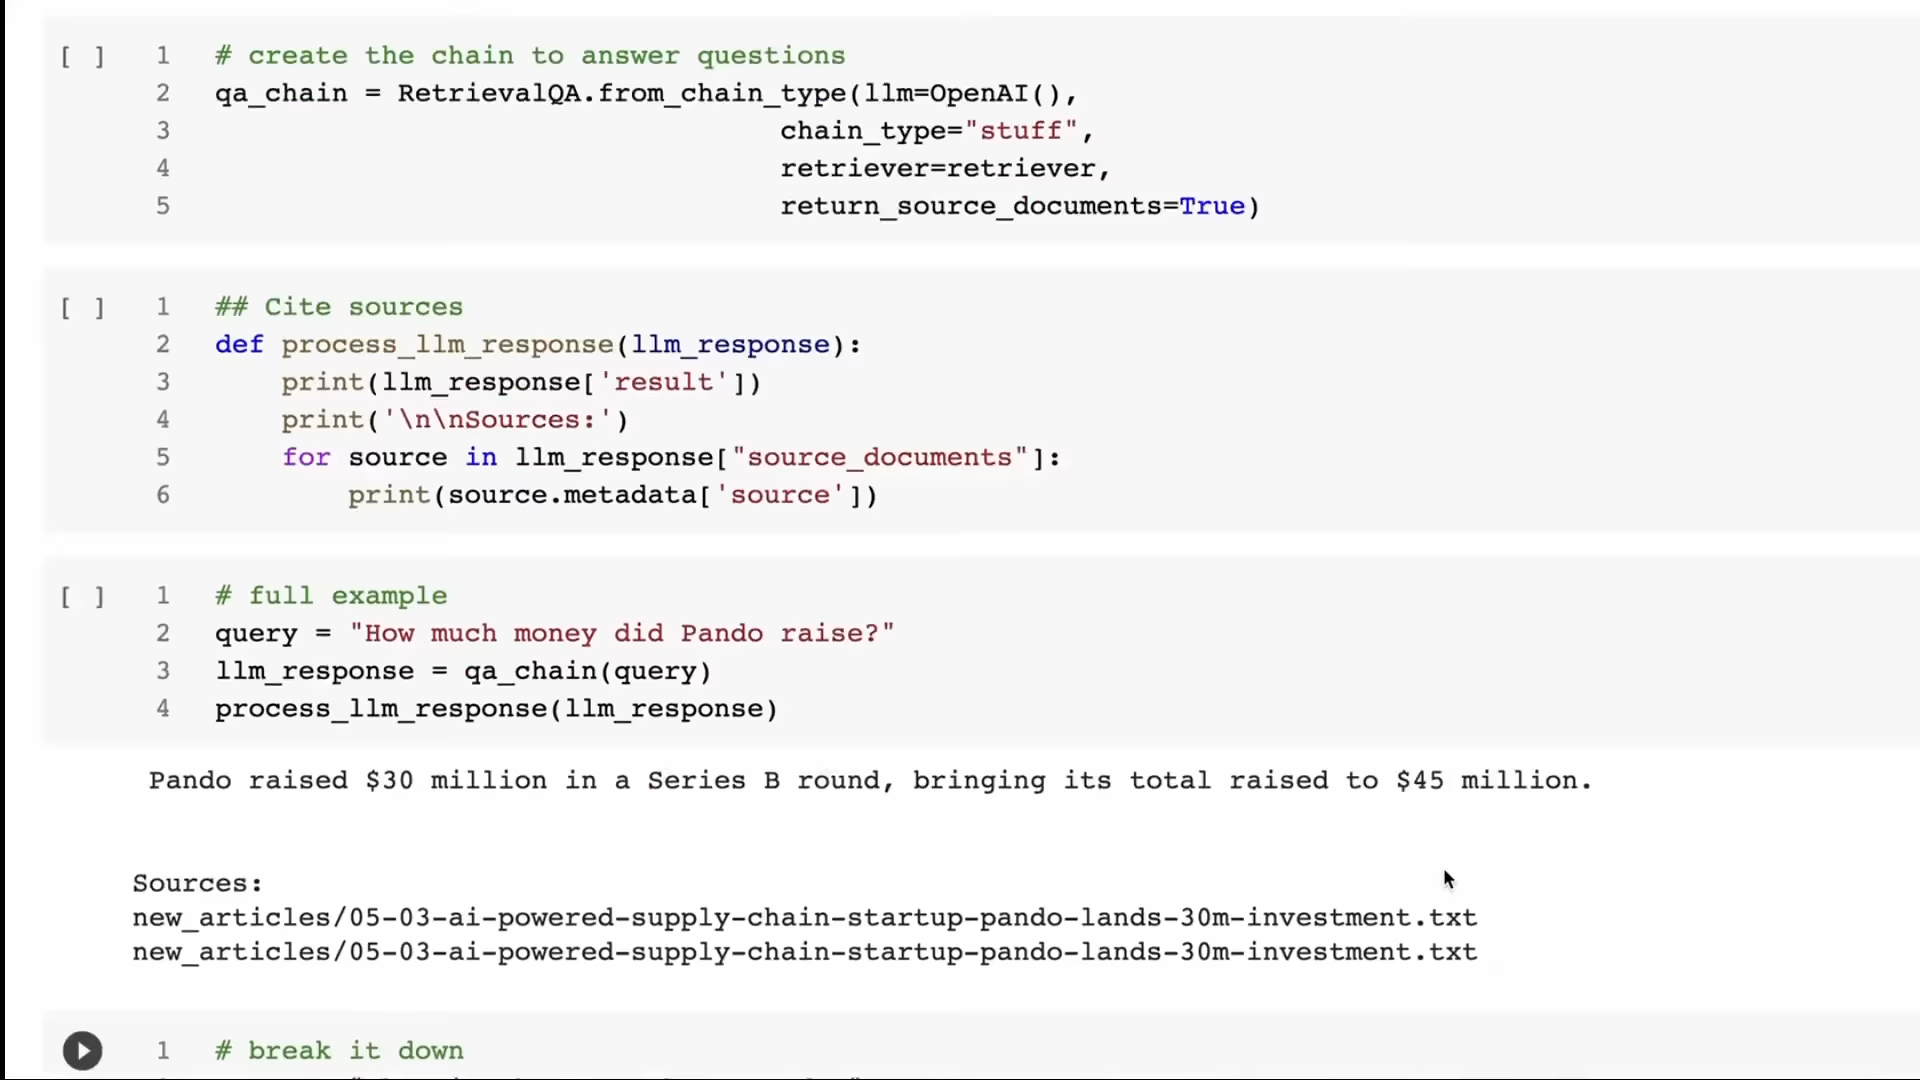 [ ] 1 # create the chain to answer questions
2 qa_chain = RetrievalQA.from_chain_type(llm=OpenAI(),
3 chain_type="stuff",
4 retriever=retriever,
5 return_source_documents=True)
[ ] 1 ## Cite sources
2 def process_llm_response(llm_response):
3 print(llm_response['result'])
4 print('\n\nSources:')
5 for source in llm_response["source_documents"]:
6 print(source.metadata['source'])
[ ] 1 # full example
2 query = "How much money did Pando raise?"
3 llm_response = qa_chain(query)
4 process_llm_response(llm_response)
Pando raised $30 million in a Series B round, bringing its total raised to $45 million.
Sources:
new_articles/05-03-ai-powered-supply-chain-startup-pando-lands-30m-investment.txt
new_articles/05-03-ai-powered-supply-chain-startup-pando-lands-30m-investment.txt
1 # break it down